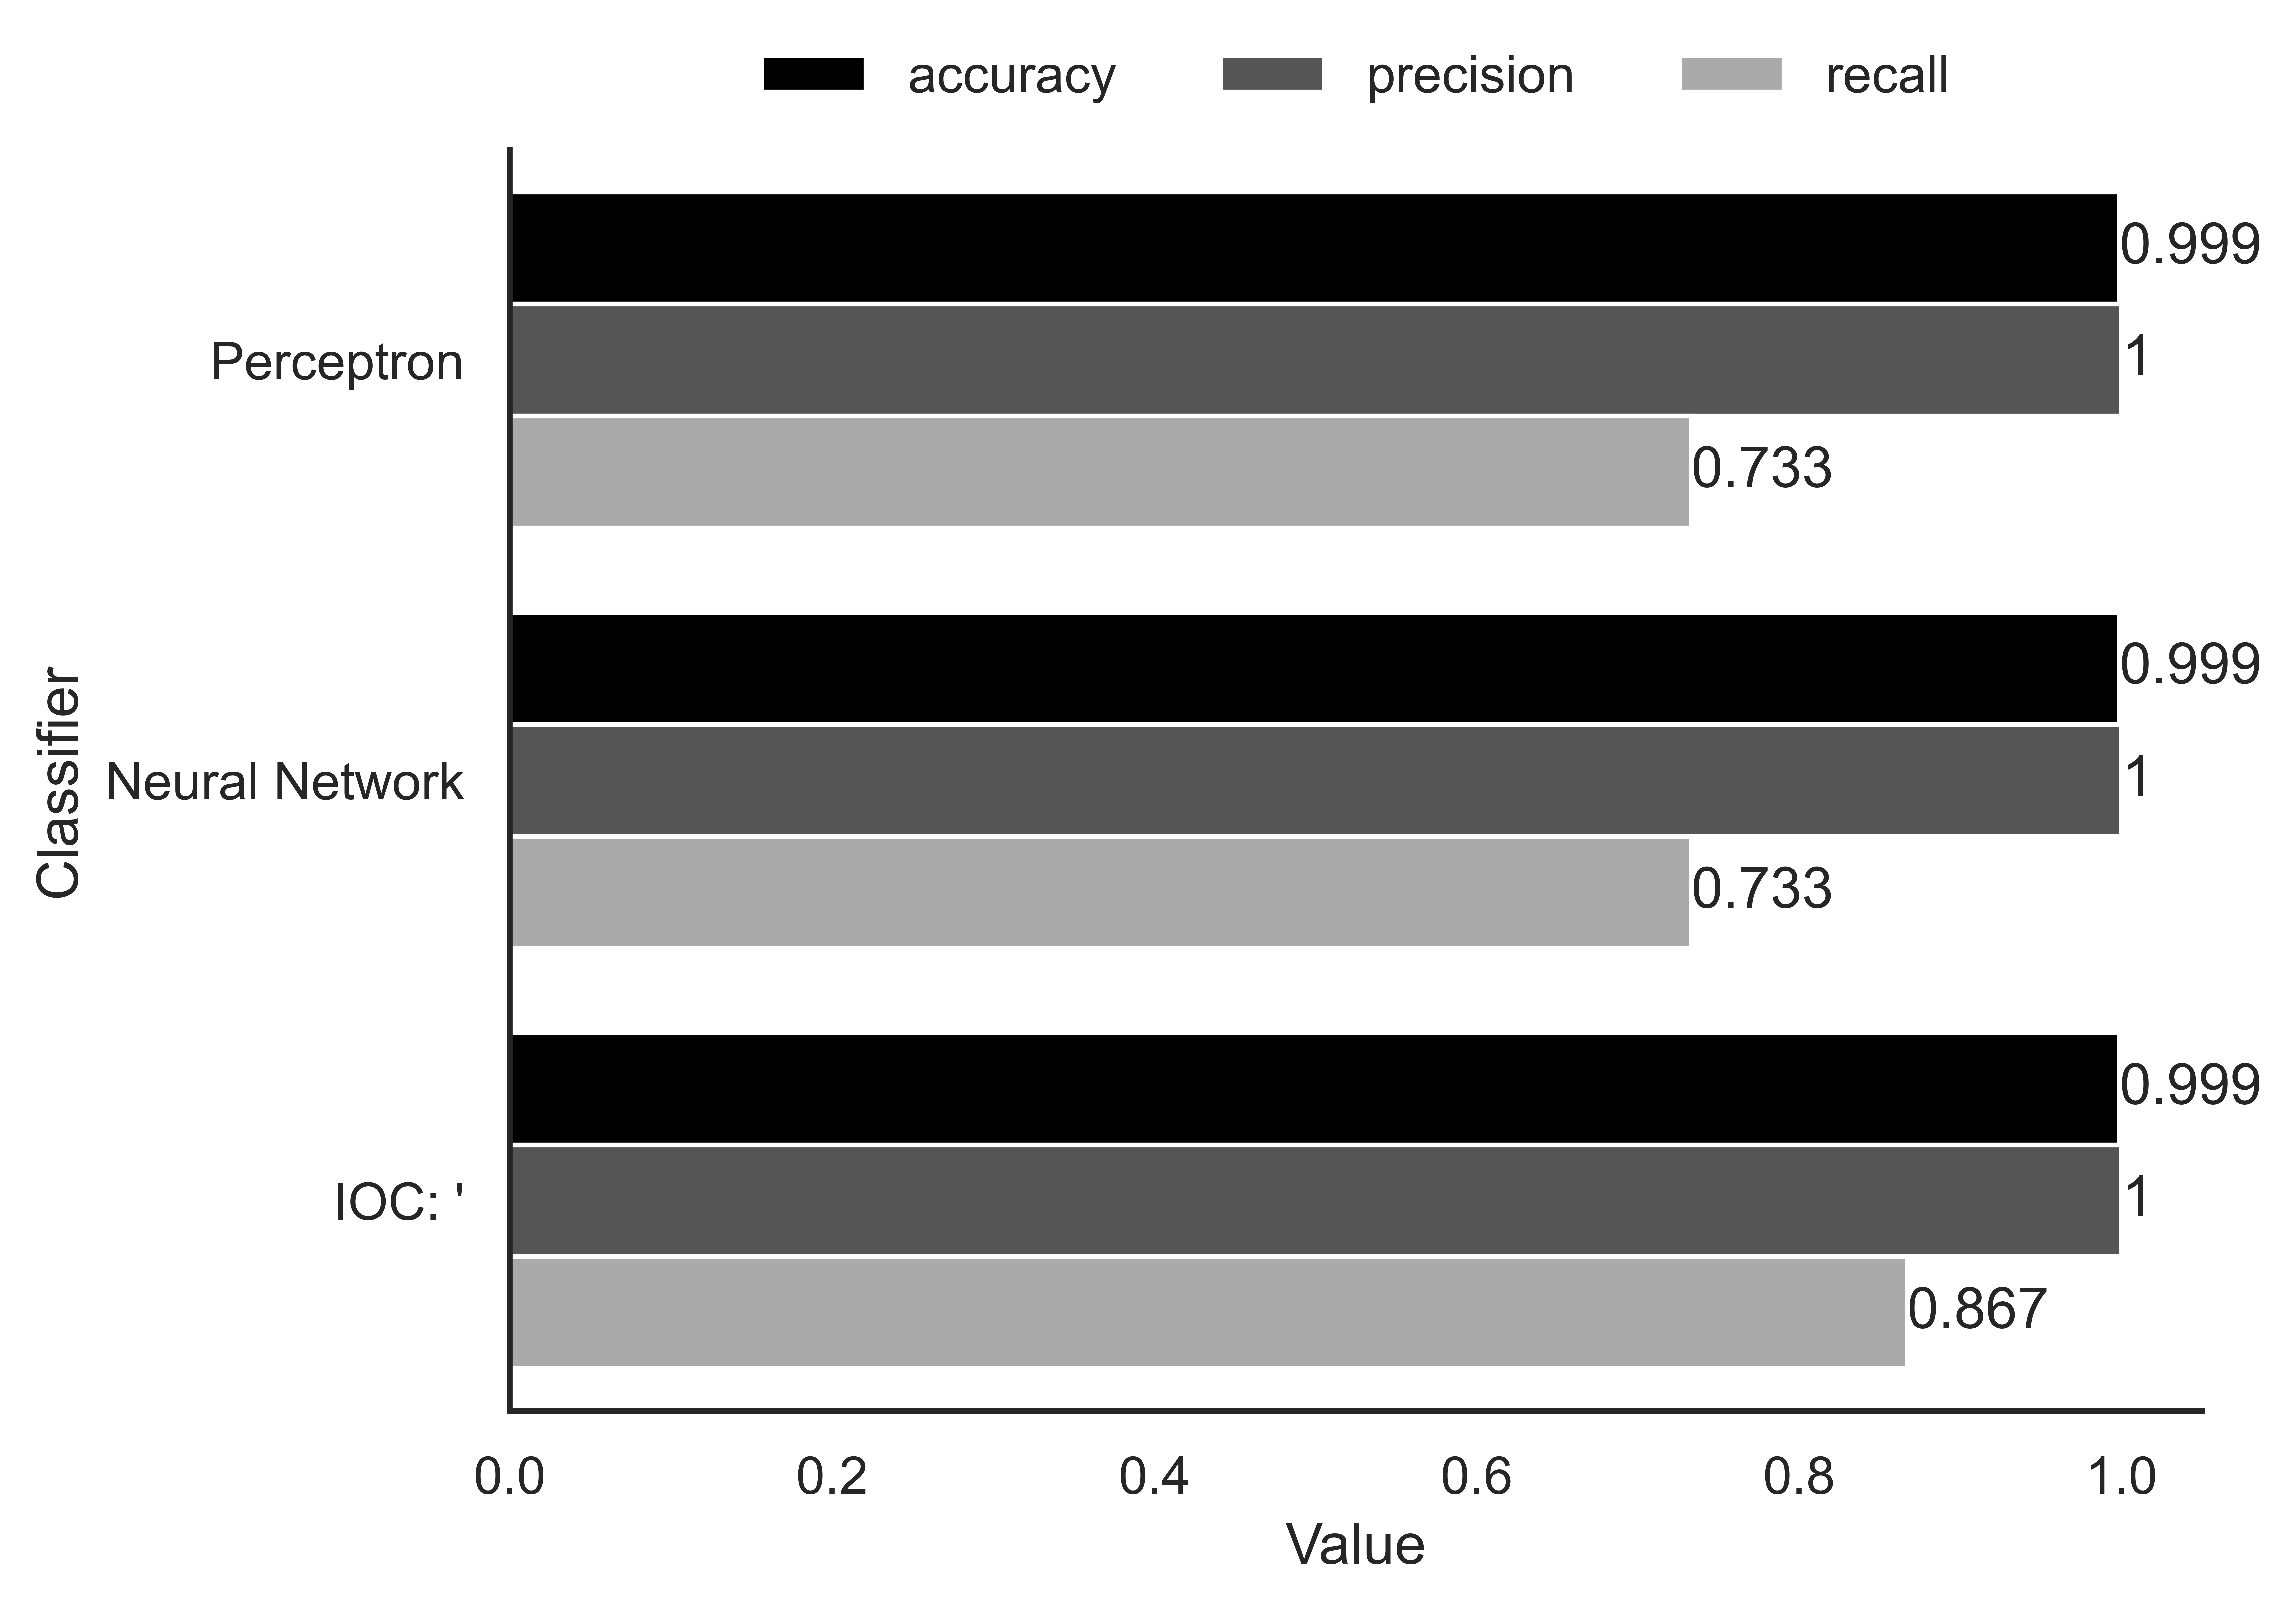 accuracy precision recall
0.999
1
Perceptron
0.733
0.999
1
Neural Network
0.733
Classifier
0.999
1
IOC: '
0.867
0.0 0.2 0.4 0.6 0.8 1.0
Value